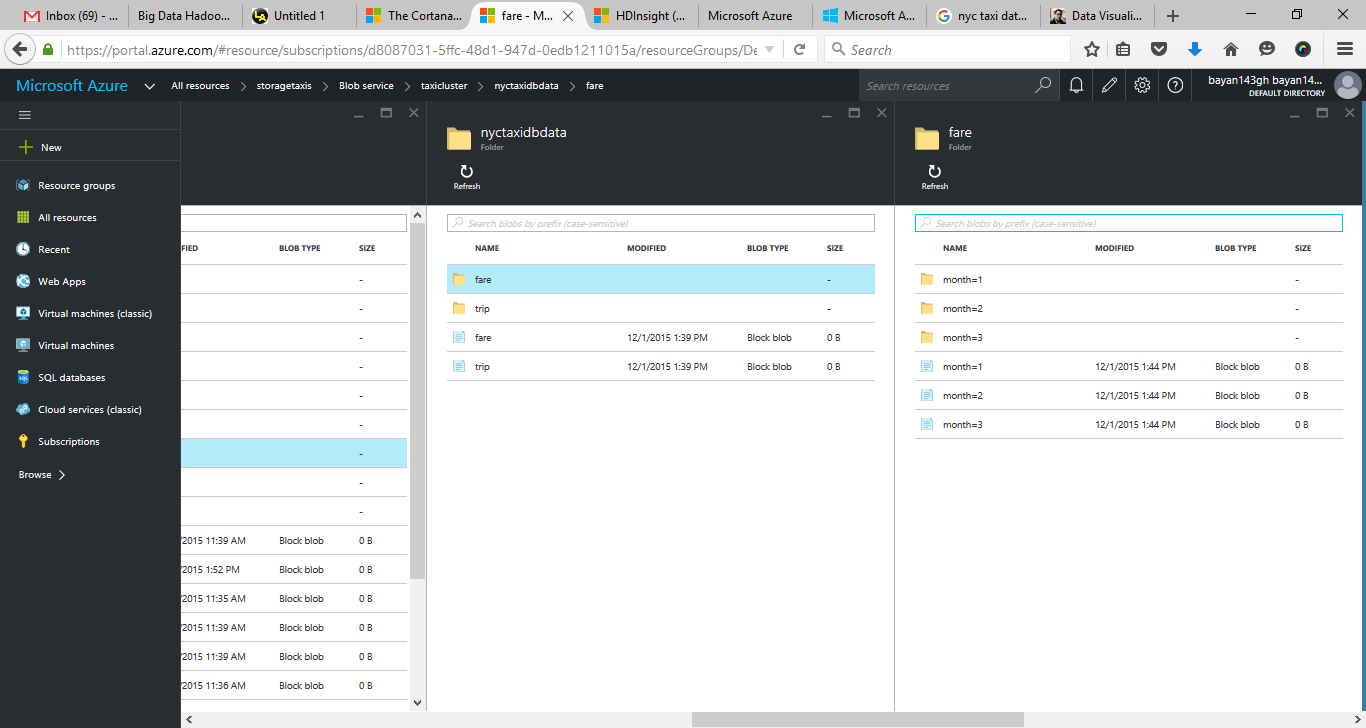 Inbox (69) - ...
Big Data Hadoo...
Untitled 1
The Cortana...
fare - M...
HDInsight (...
Microsoft Azure
Microsoft A...
nyc taxi dat...
Data Visuali...
https://portal.azure.com/#resource/subscriptions/d8087031-5ffc-48d1-947d-0edb1211015a/resourceGroups/De
Search
Microsoft Azure
All resources > storagetaxis > Blob service > taxicluster > nyctaxidbdata > fare
Search resources
bayan143gh bayan14...
DEFAULT DIRECTORY
New
Resource groups
All resources
Recent
Web Apps
Virtual machines (classic)
Virtual machines
SQL databases
Cloud services (classic)
Subscriptions
Browse >
FIED BLOB TYPE SIZE
-
-
-
-
-
-
-
-
-
/2015 11:39 AM Block blob 0 B
/2015 1:52 PM Block blob 0 B
/2015 11:35 AM Block blob 0 B
/2015 11:39 AM Block blob 0 B
/2015 11:39 AM Block blob 0 B
/2015 11:36 AM Block blob 0 B
nyctaxidbdata
Folder
Refresh
Search blobs by prefix (case-sensitive)
NAME MODIFIED BLOB TYPE SIZE
fare -
trip -
fare 12/1/2015 1:39 PM Block blob 0 B
trip 12/1/2015 1:39 PM Block blob 0 B
fare
Folder
Refresh
Search blobs by prefix (case-sensitive)
NAME MODIFIED BLOB TYPE SIZE
month=1 -
month=2 -
month=3 -
month=1 12/1/2015 1:44 PM Block blob 0 B
month=2 12/1/2015 1:44 PM Block blob 0 B
month=3 12/1/2015 1:44 PM Block blob 0 B